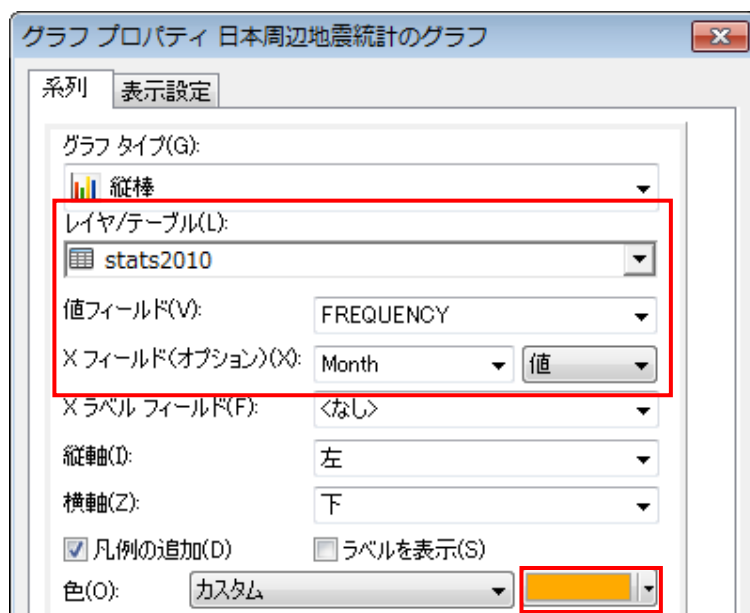 グラフ プロパティ 日本周辺地震統計のグラフ
系列 表示設定
グラフ タイプ(G):
縦棒
レイヤ/テーブル(L):
stats2010
値フィールド(V): FREQUENCY
X フィールド(オプション)(X): Month 値
X ラベル フィールド(F): <なし>
縦軸(I): 左
横軸(Z): 下
凡例の追加(D) ラベルを表示(S)
色(O): カスタム